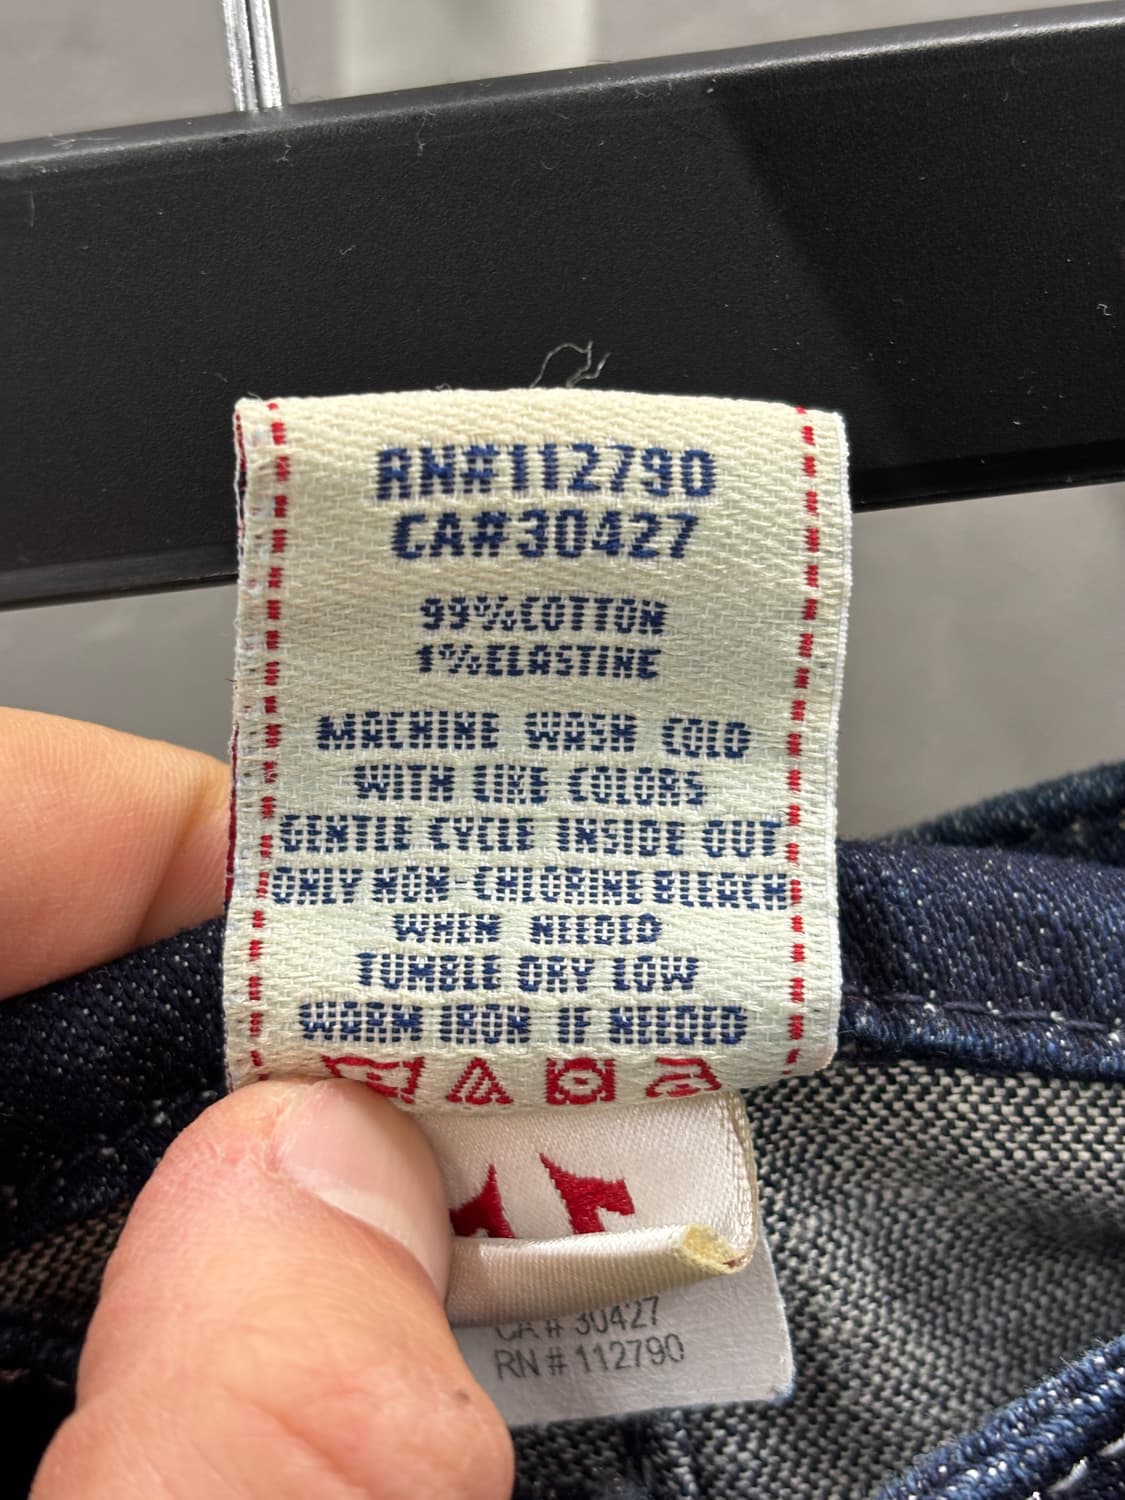 RN#112790
CA#30427
99%COTTON
1%ELASTINE
MACHINE WASH COLD
WITH LIKE COLORS
GENTLE CYCLE INSIDE OUT
ONLY NON-CHLORINE BLEACH
WHEN NEEDED
TUMBLE DRY LOW
WORM IRON IF NEEDED
CA # 30427
RN # 112790